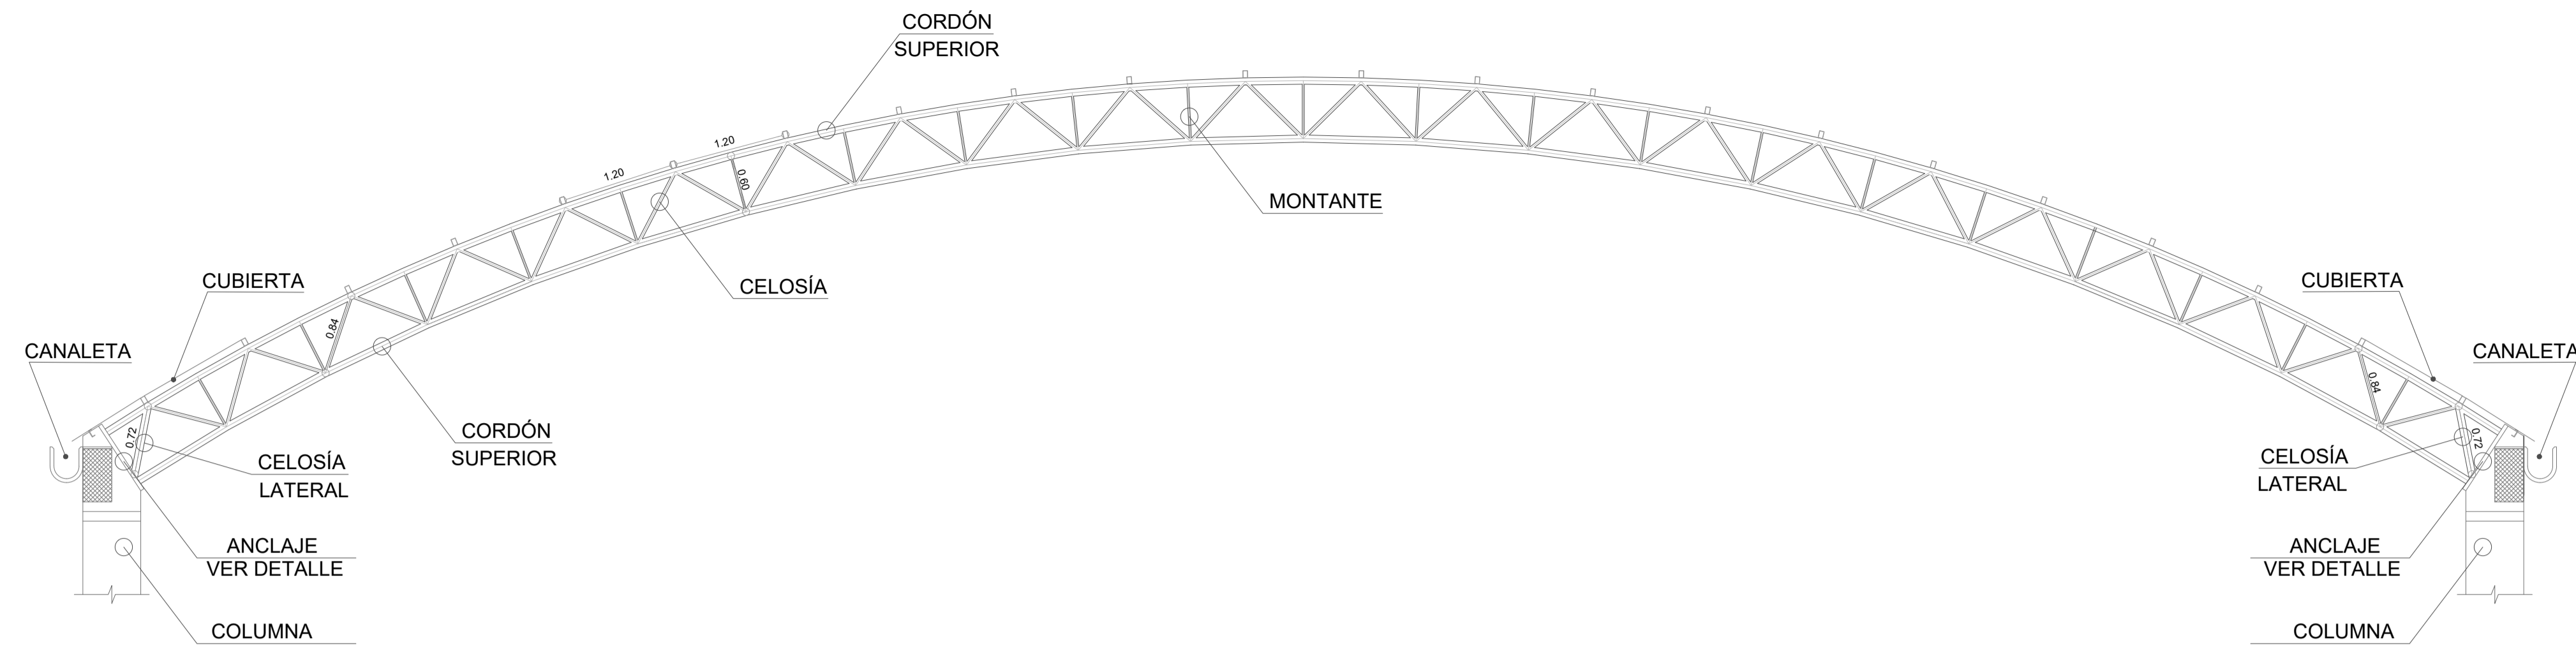 CORDÓN
SUPERIOR
1.20
1.20
0.60
MONTANTE
CELOSÍA
CUBIERTA
CUBIERTA
0.84
CANALETA
CANALETA
0.84
0.72
CORDÓN
SUPERIOR
0.72
CELOSÍA
LATERAL
CELOSÍA
LATERAL
ANCLAJE
VER DETALLE
ANCLAJE
VER DETALLE
COLUMNA
COLUMNA